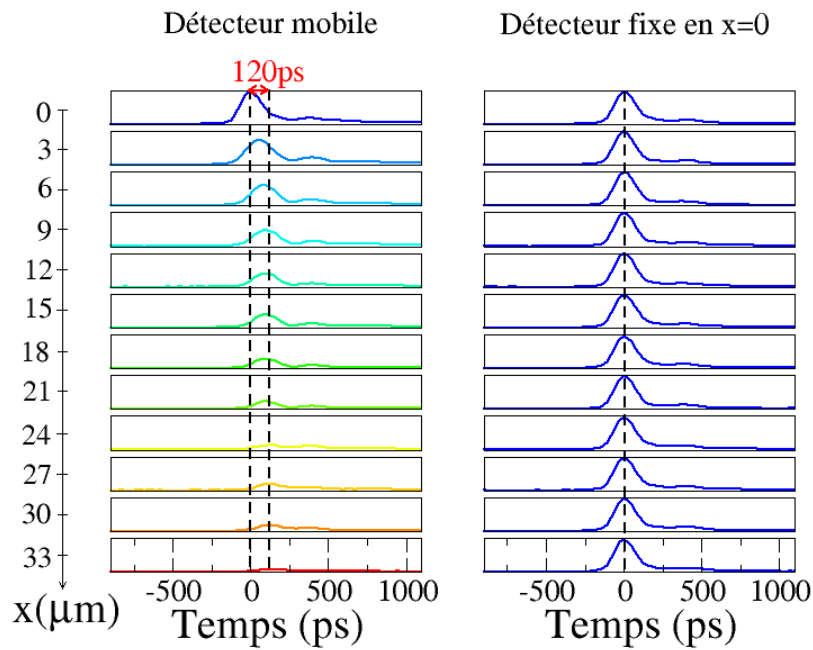 Détecteur mobile
Détecteur fixe en x=0
120ps
0
3
6
9
12
15
18
21
24
27
30
33
x(μm)
-500 0 500 1000
Temps (ps)
-500 0 500 1000
Temps (ps)